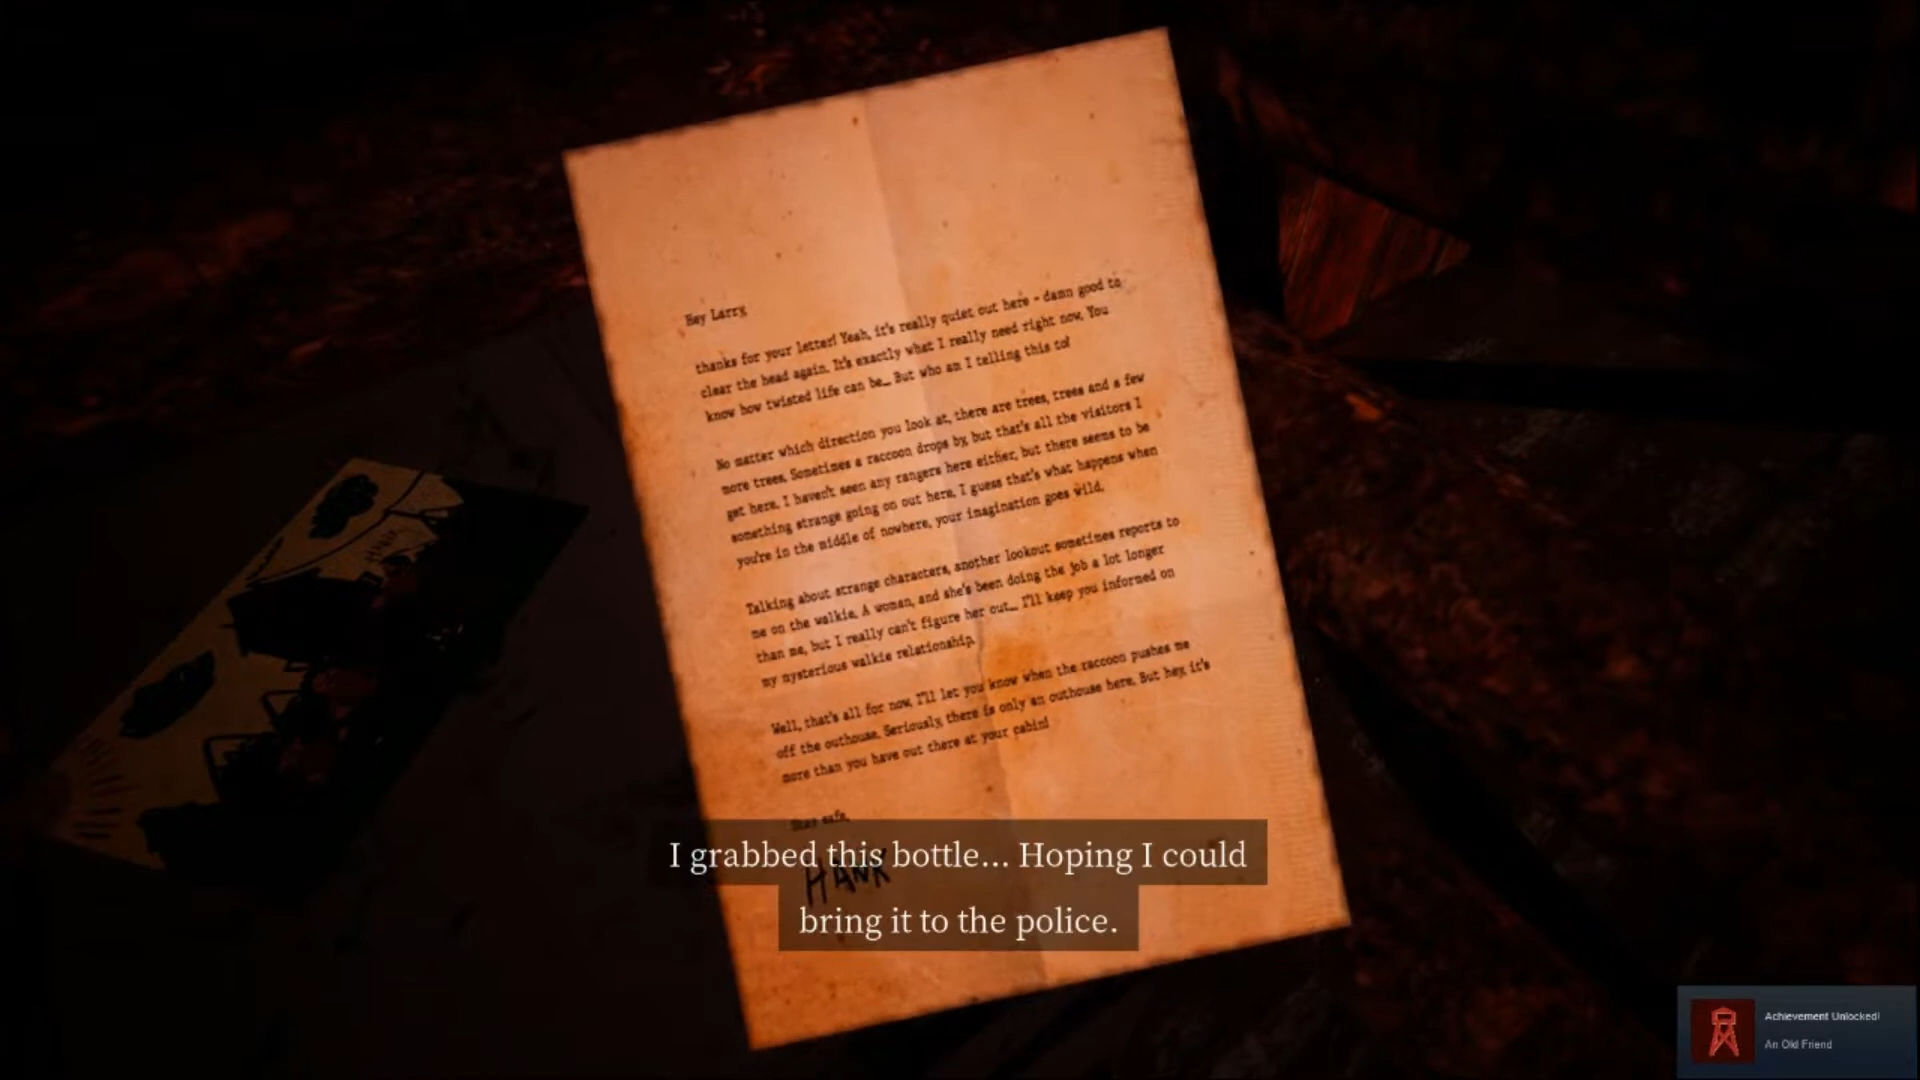 Hey Larry,
thanks for your letter! Yeah, it's really quiet out here - damn good to
clear the head again. It's exactly what I really need right now. You
know how twisted life can be... But who am I telling this to!
No matter which direction you look at, there are trees, trees and a few
more trees. Sometimes a raccoon drops by, but that's all the visitors I
get here. I haven't seen any rangers here either, but there seems to be
something strange going on out here. I guess that's what happens when
you're in the middle of nowhere, your imagination goes wild.
Talking about strange characters, another lookout sometimes reports to
me on the walkie. A woman, and she's been doing the job a lot longer
than me, but I really can't figure her out... I'll keep you informed on
my mysterious walkie relationship.
Well, that's all for now. I'll let you know when the raccoon pushes me
off the outhouse. Seriously, there is only an outhouse here. But hey, it's
more than you have out there at your cabin!
Stay safe,
HANK
I grabbed this bottle... Hoping I could
bring it to the police.
Achievement Unlocked!
An Old Friend